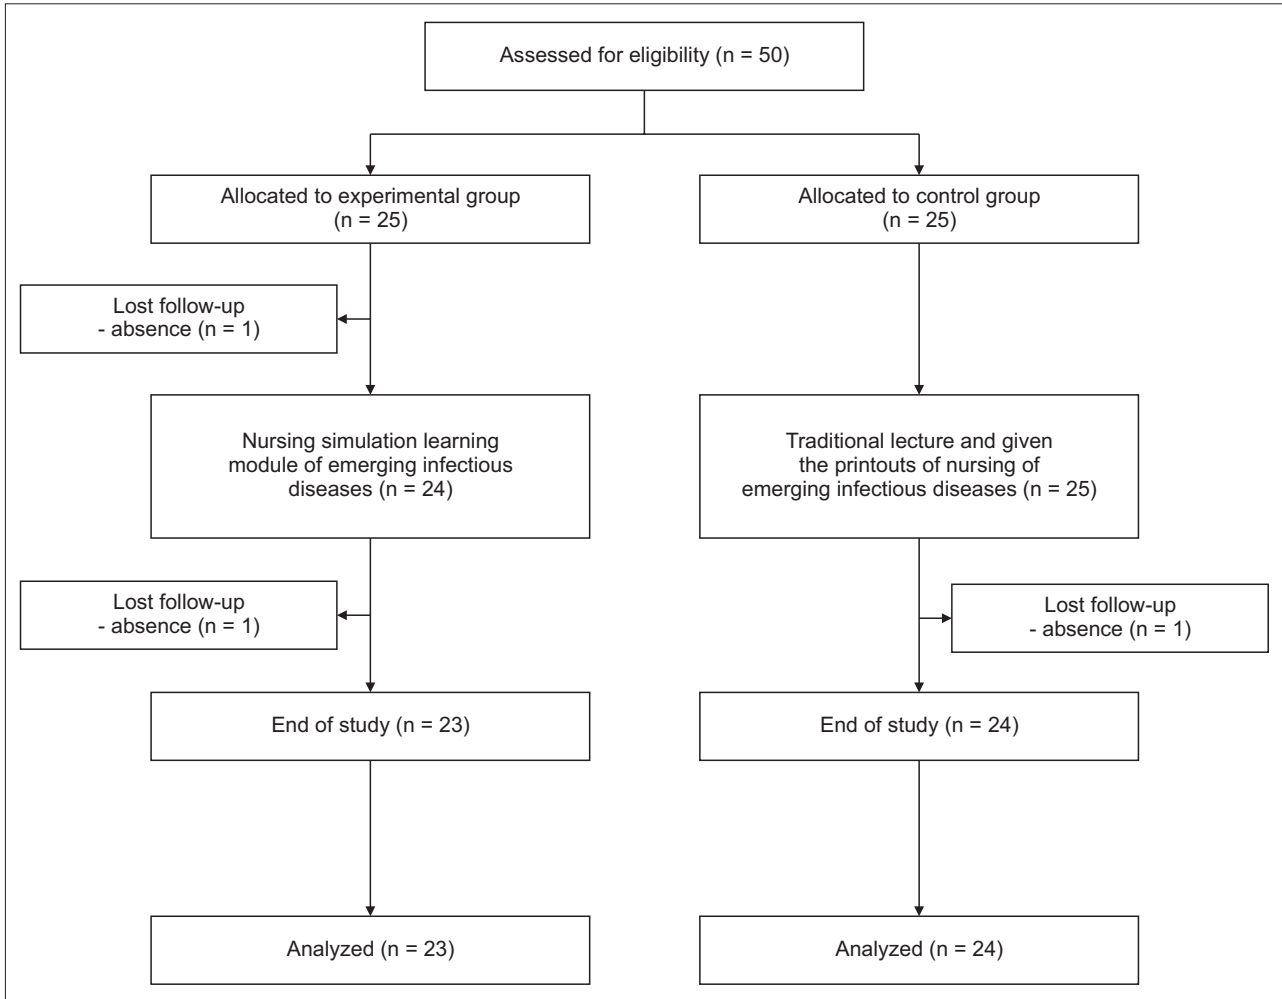 Assessed for eligibility (n = 50)
Allocated to experimental group
(n = 25)
Allocated to control group
(n = 25)
Lost follow-up
- absence (n = 1)
Nursing simulation learning
module of emerging infectious
diseases (n = 24)
Traditional lecture and given
the printouts of nursing of
emerging infectious diseases (n = 25)
Lost follow-up
- absence (n = 1)
Lost follow-up
- absence (n = 1)
End of study (n = 23)
End of study (n = 24)
Analyzed (n = 23)
Analyzed (n = 24)